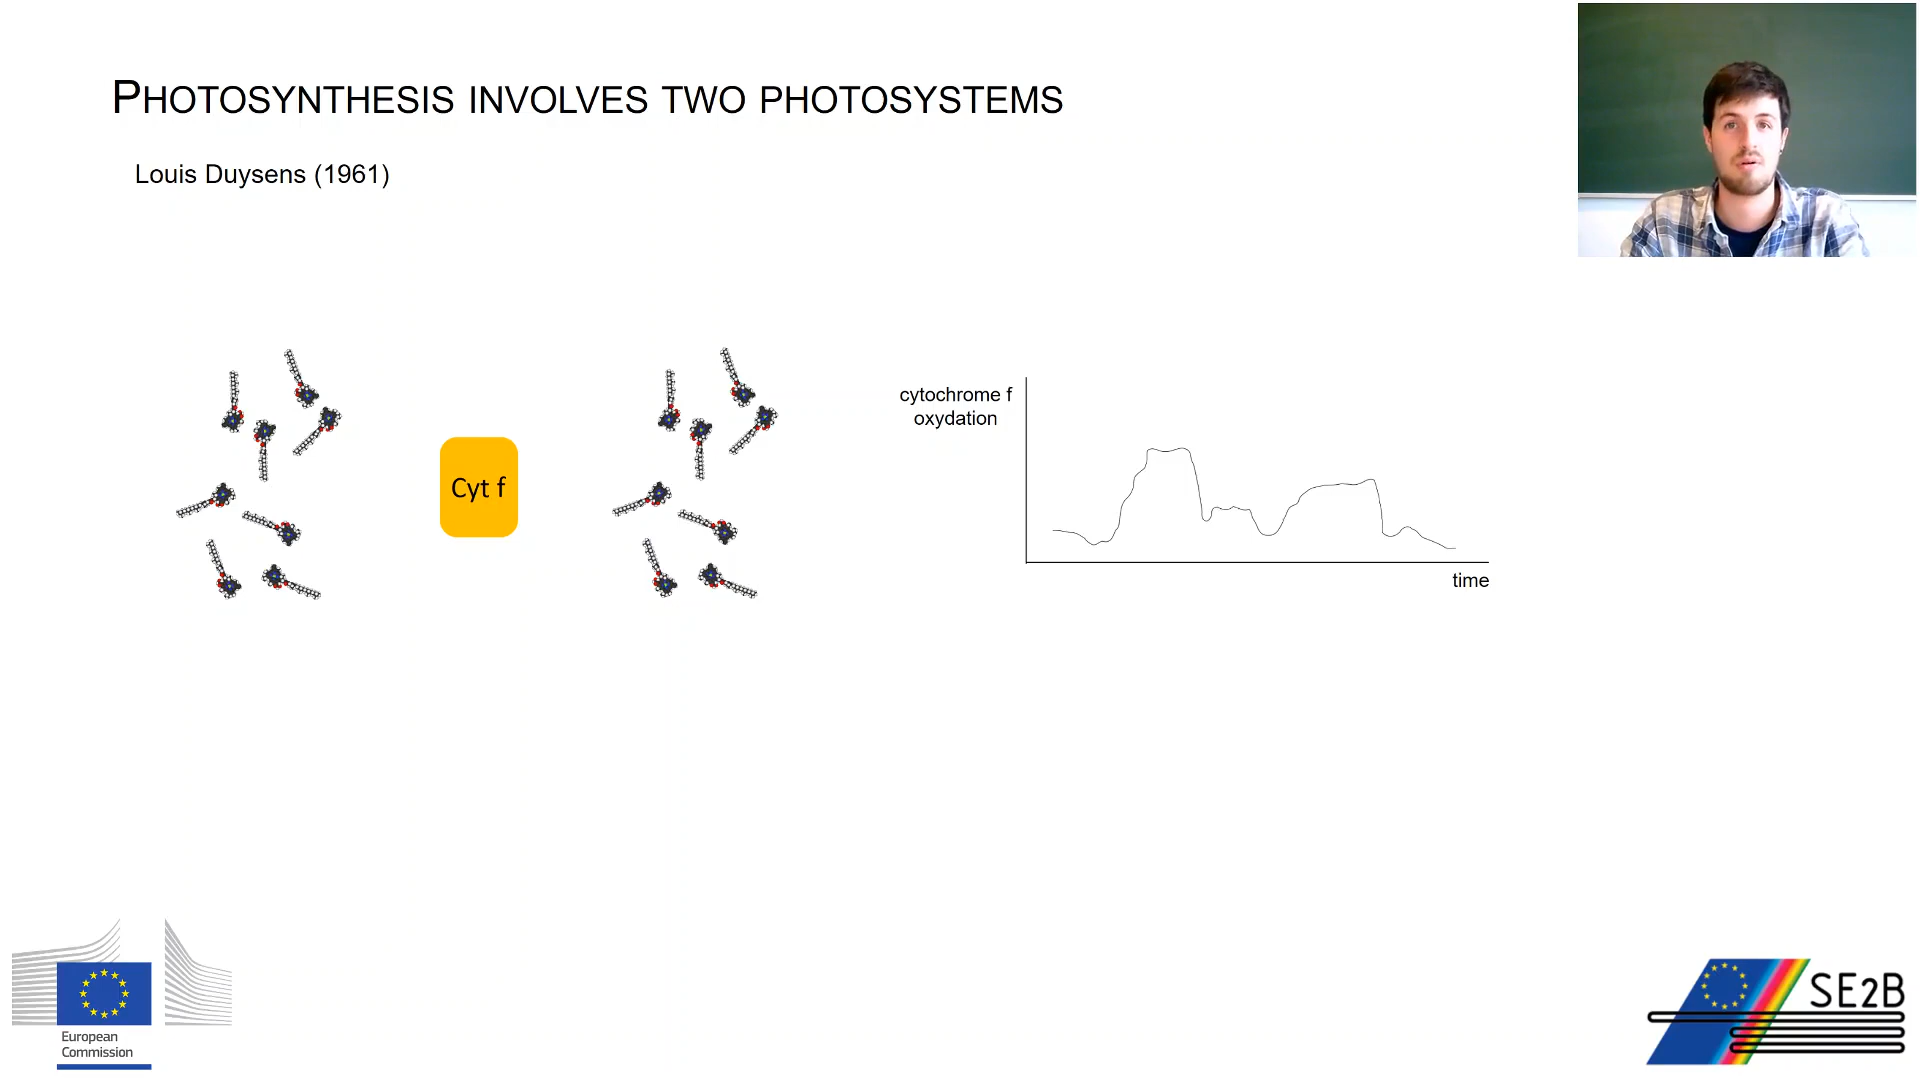 PHOTOSYNTHESIS INVOLVES TWO PHOTOSYSTEMS
Louis Duysens (1961)
Cyt f
cytochrome f
oxydation
time
European
Commission
SE2B